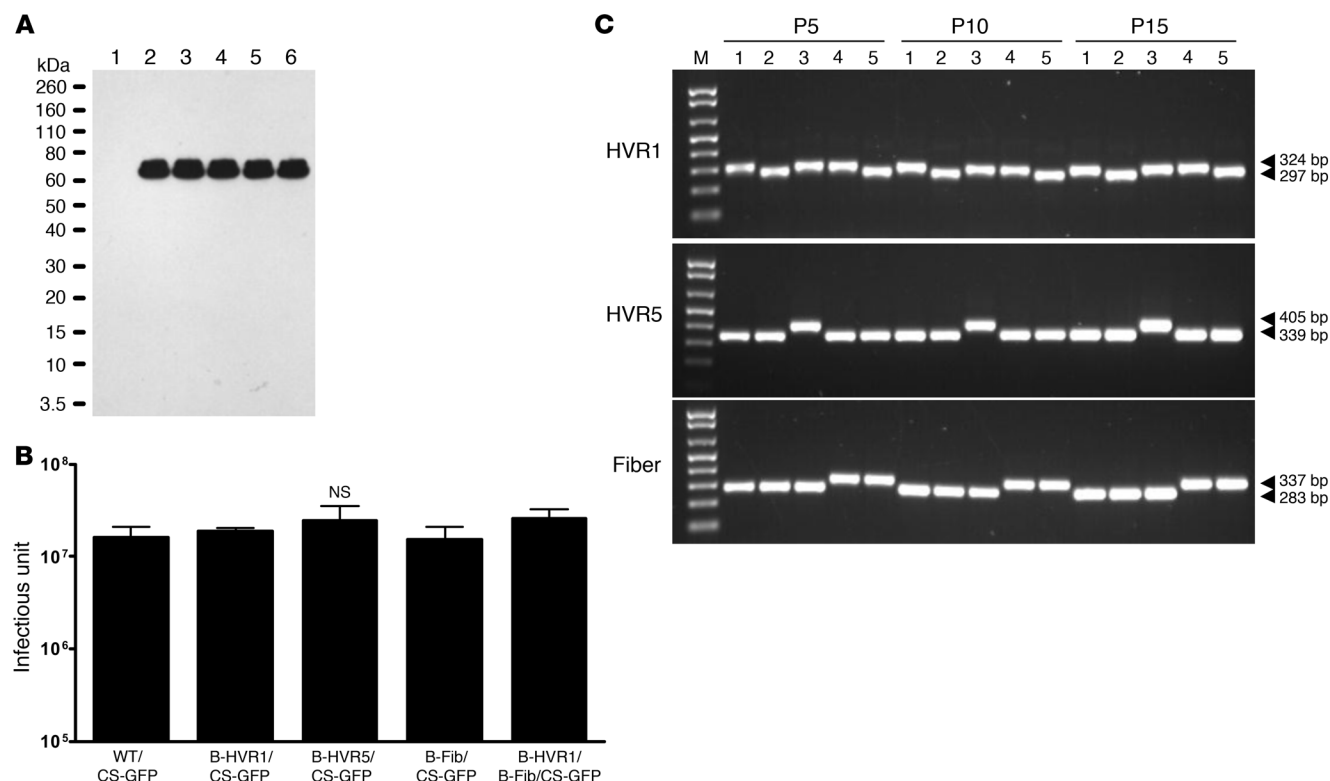 A
1 2 3 4 5 6
kDa
260
160
110
80
60
50
40
30
20
15
10
3.5
B
Infectious unit
10⁸
10⁷
10⁶
10⁵
NS
WT/
CS-GFP
B-HVR1/
CS-GFP
B-HVR5/
CS-GFP
B-Fib/
CS-GFP
B-HVR1/
B-Fib/CS-GFP
C
P5 P10 P15
M 1 2 3 4 5 1 2 3 4 5 1 2 3 4 5
HVR1
324 bp
297 bp
HVR5
405 bp
339 bp
Fiber
337 bp
283 bp